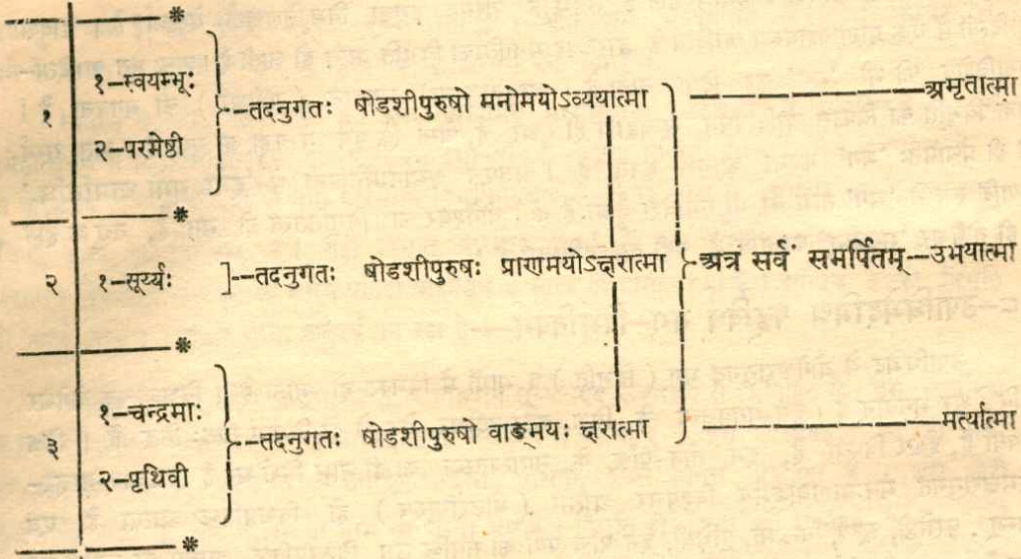 १-स्वयम्भूः
१ --तदनुगतः षोडशीपुरुषो मनोमयोऽव्ययात्मा ———अमृतात्मा
२-परमेष्ठी
२ १-सूर्य्यः ]--तदनुगतः षोडशीपुरुषः प्राणमयोऽक्षरात्मा -अत्र सर्वं समर्पितम्--उभयात्मा
१-चन्द्रमाः
३ --तदनुगतः षोडशीपुरुषो वाङ्मयः क्षरात्मा ———मर्त्यात्मा
२-पृथिवी